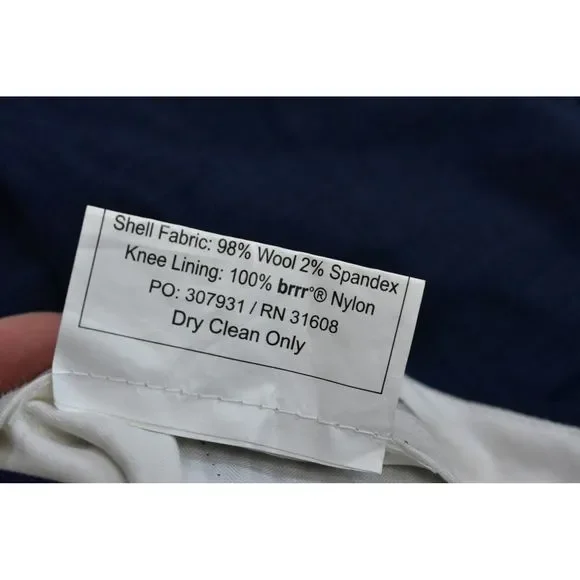 Shell Fabric: 98% Wool 2% Spandex
Knee Lining: 100% brrr°® Nylon
PO: 307931 / RN 31608
Dry Clean Only